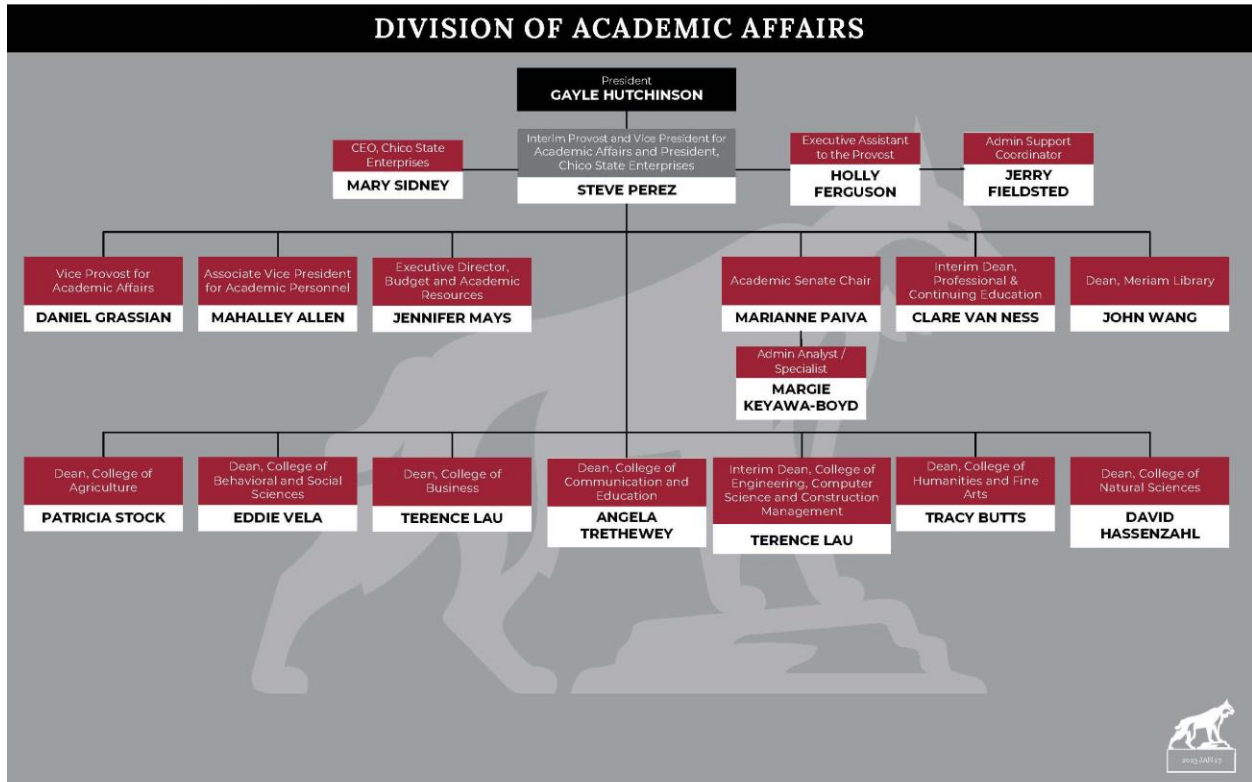 DIVISION OF ACADEMIC AFFAIRS
President
GAYLE HUTCHINSON
CEO, Chico State
Enterprises
MARY SIDNEY
Interim Provost and Vice President for
Academic Affairs and President,
Chico State Enterprises
STEVE PEREZ
Executive Assistant
to the Provost
HOLLY
FERGUSON
Admin Support
Coordinator
JERRY
FIELDSTED
Vice Provost for
Academic Affairs
DANIEL GRASSIAN
Associate Vice President
for Academic Personnel
MAHALLEY ALLEN
Executive Director,
Budget and Academic
Resources
JENNIFER MAYS
Academic Senate Chair
MARIANNE PAIVA
Interim Dean,
Professional &
Continuing Education
CLARE VAN NESS
Dean, Meriam Library
JOHN WANG
Admin Analyst /
Specialist
MARGIE
KEYAWA-BOYD
Dean, College of
Agriculture
PATRICIA STOCK
Dean, College of
Behavioral and Social
Sciences
EDDIE VELA
Dean, College of
Business
TERENCE LAU
Dean, College of
Communication and
Education
ANGELA
TRETHEWEY
Interim Dean, College of
Engineering, Computer
Science and Construction
Management
TERENCE LAU
Dean, College of
Humanities and Fine
Arts
TRACY BUTTS
Dean, College of
Natural Sciences
DAVID
HASSENZAHL
2023 JAN 17